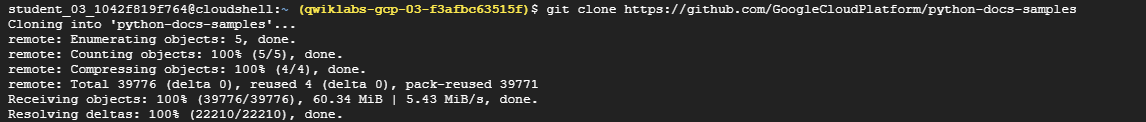 student_03_1042f819f764@cloudshell:~ (qwiklabs-gcp-03-f3afbc63515f)$ git clone https://github.com/GoogleCloudPlatform/python-docs-samples
Cloning into 'python-docs-samples'...
remote: Enumerating objects: 5, done.
remote: Counting objects: 100% (5/5), done.
remote: Compressing objects: 100% (4/4), done.
remote: Total 39776 (delta 0), reused 4 (delta 0), pack-reused 39771
Receiving objects: 100% (39776/39776), 60.34 MiB | 5.43 MiB/s, done.
Resolving deltas: 100% (22210/22210), done.